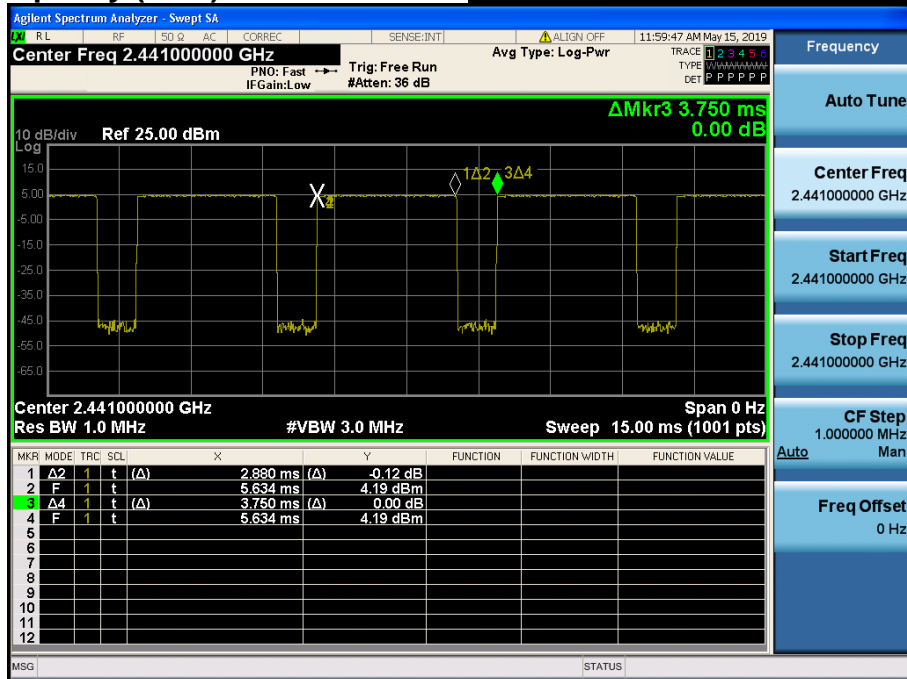 Agilent Spectrum Analyzer - Swept SA
LXI RL RF 50 Ω AC CORREC SENSE:INT ALIGN OFF 11:59:47 AM May 15, 2019
Center Freq 2.441000000 GHz
PNO: Fast
IFGain:Low
Trig: Free Run
#Atten: 36 dB
Avg Type: Log-Pwr
TRACE 1 2 3 4 5 6
TYPE WWWWWW
DET P P P P P P
ΔMkr3 3.750 ms
0.00 dB
10 dB/div Ref 25.00 dBm
Log
15.0
5.00
-5.00
-15.0
-25.0
-35.0
-45.0
-55.0
-65.0
X
1Δ2 3Δ4
Center 2.441000000 GHz Span 0 Hz
Res BW 1.0 MHz #VBW 3.0 MHz Sweep 15.00 ms (1001 pts)
MKR MODE TRC SCL X Y FUNCTION FUNCTION WIDTH FUNCTION VALUE
1 Δ2 1 t (Δ) 2.880 ms (Δ) -0.12 dB
2 F 1 t 5.634 ms 4.19 dBm
3 Δ4 1 t (Δ) 3.750 ms (Δ) 0.00 dB
4 F 1 t 5.634 ms 4.19 dBm
5
6
7
8
9
10
11
12
MSG STATUS
Frequency
Auto Tune
Center Freq
2.441000000 GHz
Start Freq
2.441000000 GHz
Stop Freq
2.441000000 GHz
CF Step
1.000000 MHz
Auto Man
Freq Offset
0 Hz